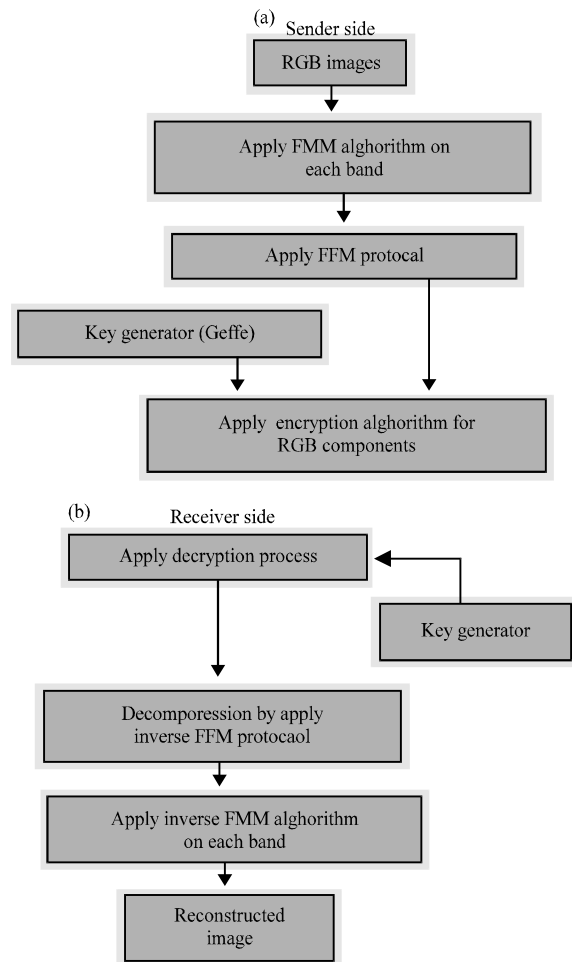 (a)
Sender side
RGB images
Apply FMM alghorithm on
each band
Apply FFM protocal
Key generator (Geffe)
Apply encryption alghorithm for
RGB components
(b)
Receiver side
Apply decryption process
Key generator
Decomporession by apply
inverse FFM protocaol
Apply inverse FMM alghorithm
on each band
Reconstructed
image